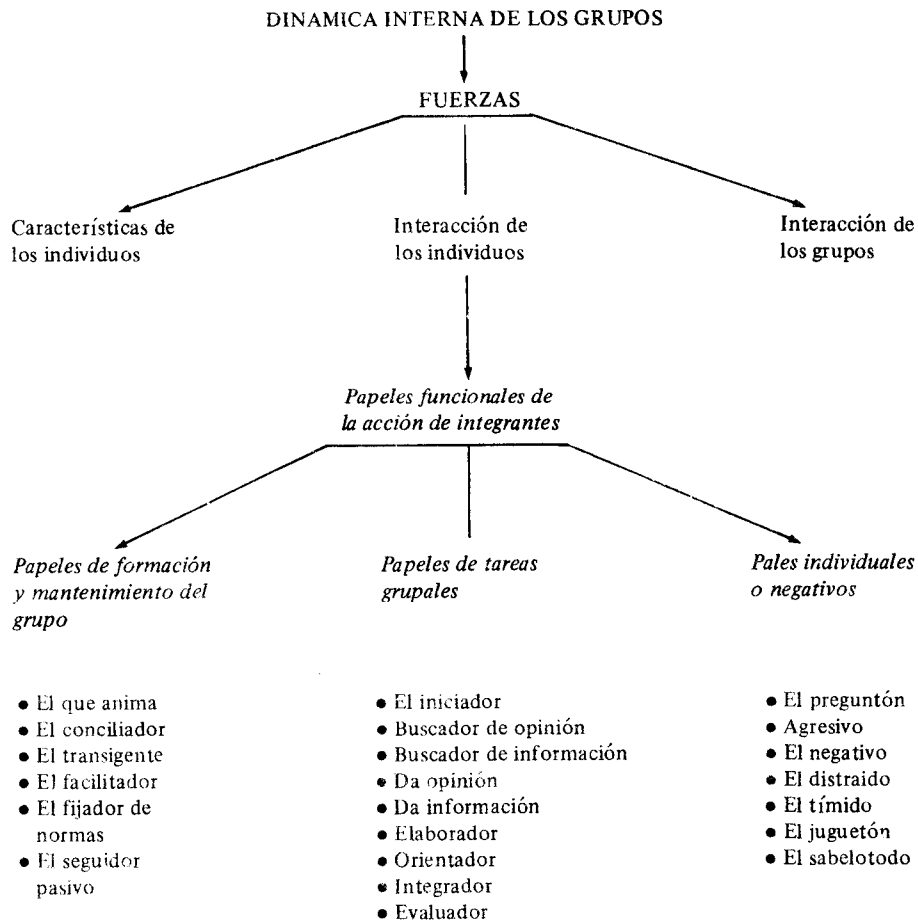 DINAMICA INTERNA DE LOS GRUPOS
FUERZAS
Características de
los individuos
Interacción de
los individuos
Interacción de
los grupos
Papeles funcionales de
la acción de integrantes
Papeles de formación
y mantenimiento del
grupo
Papeles de tareas
grupales
Pales individuales
o negativos
● El que anima
● El conciliador
● El transigente
● El facilitador
● El fijador de
normas
● El seguidor
pasivo
● El iniciador
● Buscador de opinión
● Buscador de información
● Da opinión
● Da información
● Elaborador
● Orientador
● Integrador
● Evaluador
● El preguntón
● Agresivo
● El negativo
● El distraido
● El tímido
● El juguetón
● El sabelotodo